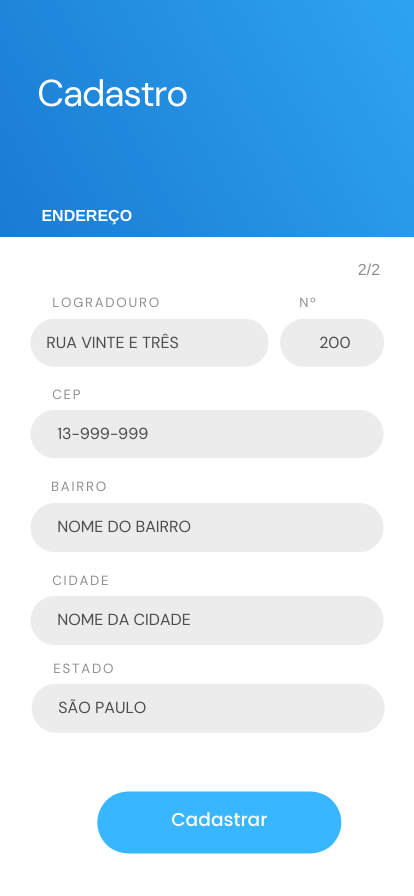 Cadastro
ENDEREÇO
2/2
LOGRADOURO Nº
RUA VINTE E TRÊS 200
CEP
13-999-999
BAIRRO
NOME DO BAIRRO
CIDADE
NOME DA CIDADE
ESTADO
SÃO PAULO
Cadastrar